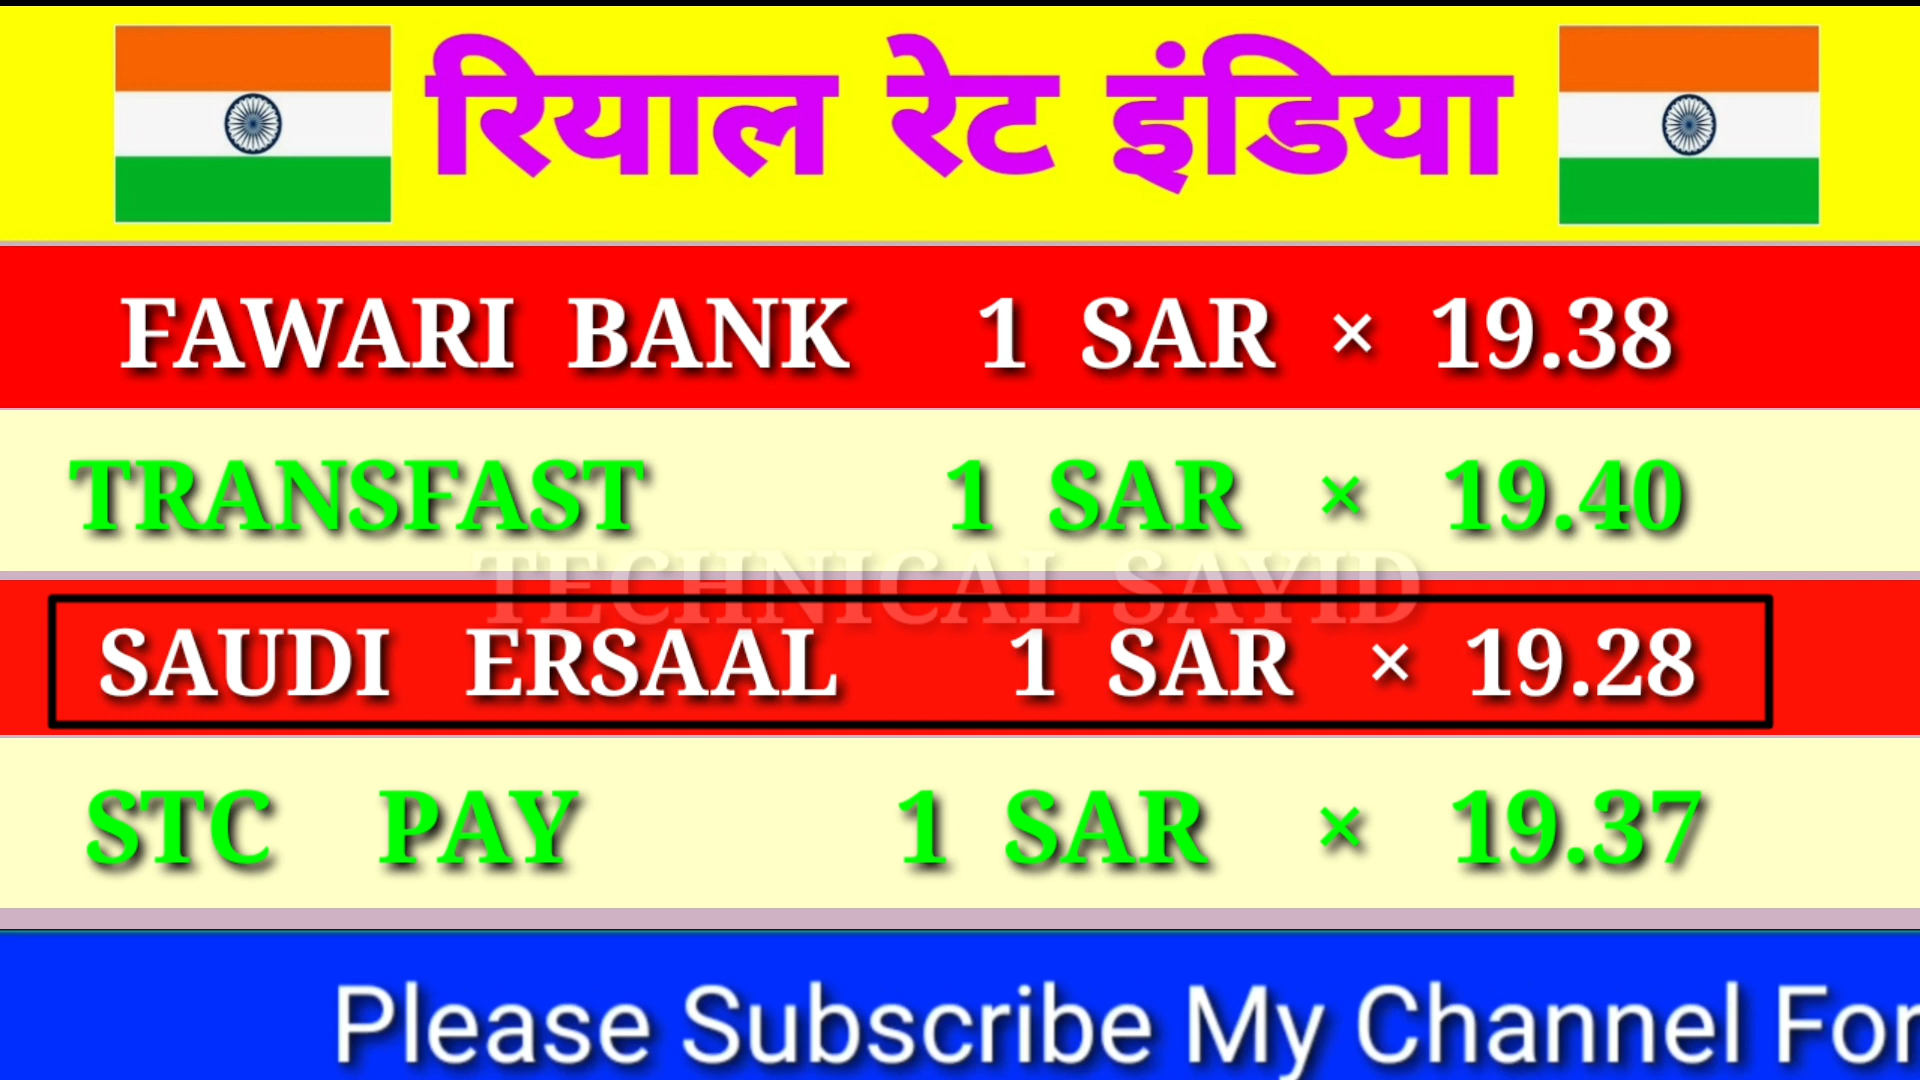 रियाल रेट इंडिया
FAWARI BANK 1 SAR × 19.38
TRANSFAST 1 SAR × 19.40
TECHNICAL SAYID
SAUDI ERSAAL 1 SAR × 19.28
STC PAY 1 SAR × 19.37
Please Subscribe My Channel For